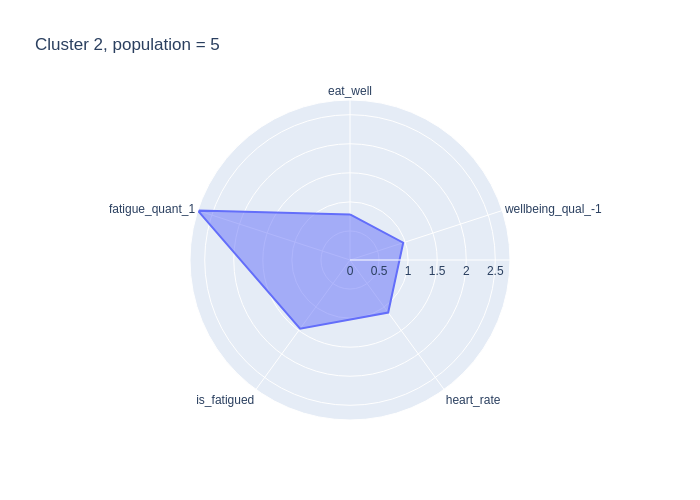 Cluster 2, population = 5
eat_well
fatigue_quant_1
wellbeing_qual_-1
0 0.5 1 1.5 2 2.5
is_fatigued
heart_rate